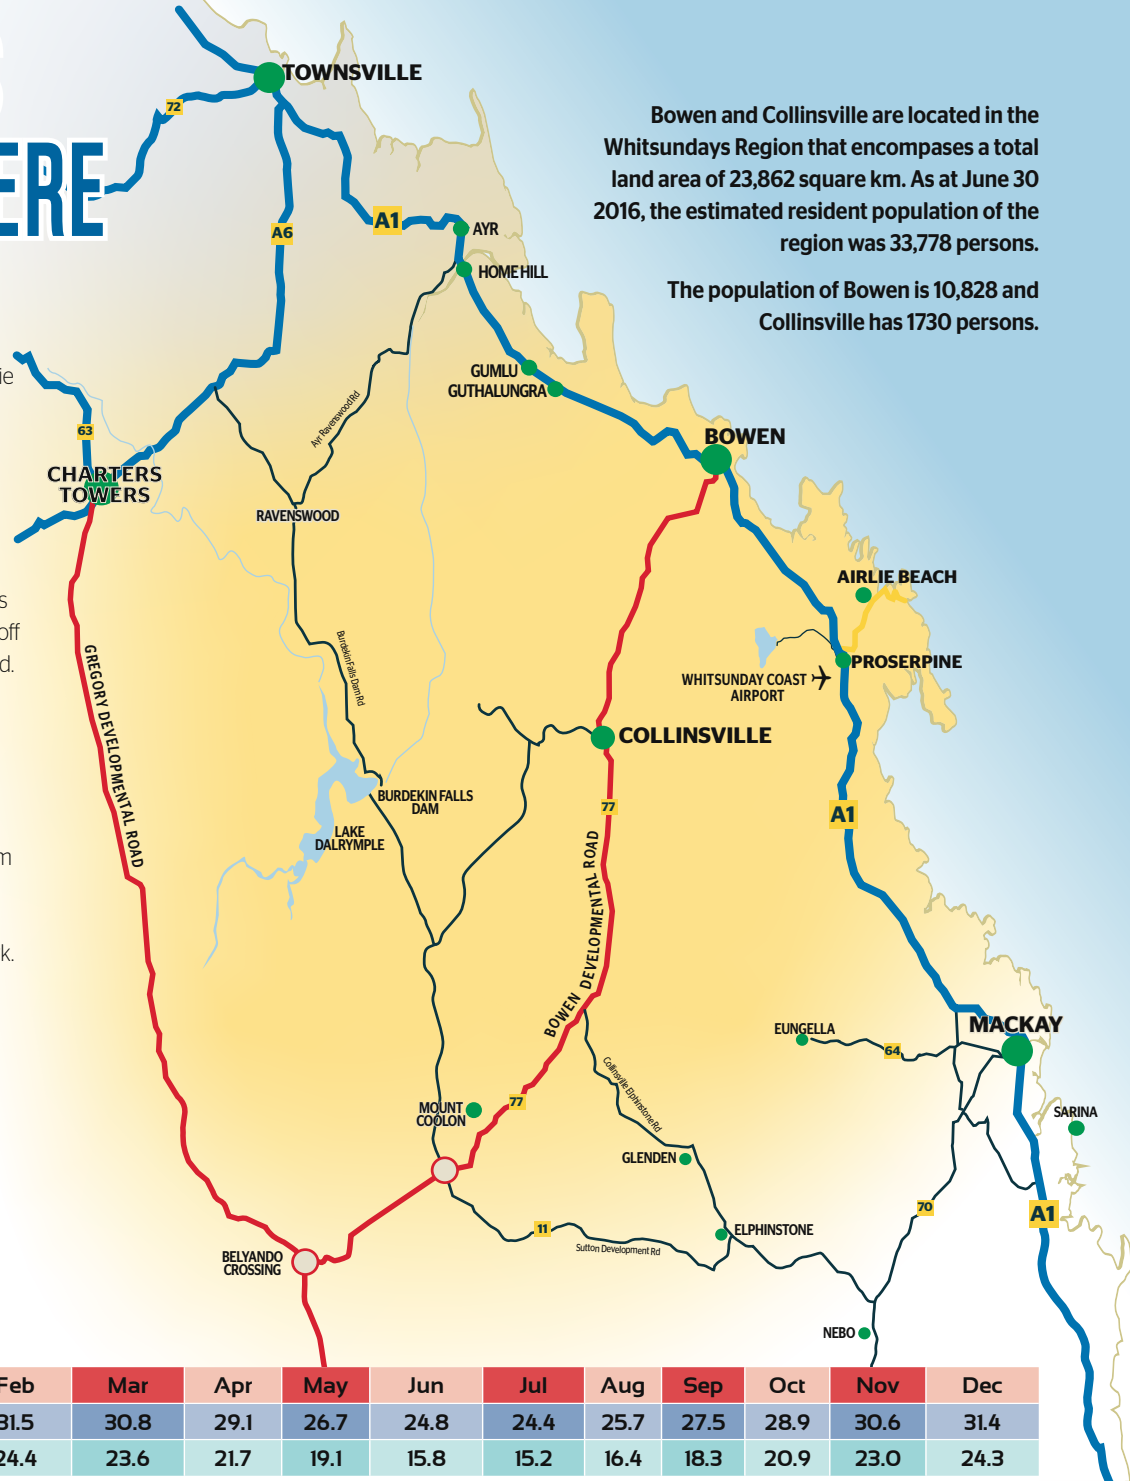 S
ERE
TOWNSVILLE
72
A1
A6
AYR
HOME HILL
Bowen and Collinsville are located in the
Whitsundays Region that encompases a total
land area of 23,862 square km. As at June 30
2016, the estimated resident population of the
region was 33,778 persons.
The population of Bowen is 10,828 and
Collinsville has 1730 persons.
ie
63
CHARTERS
TOWERS
Ayr Ravenswood Rd
GUMLU
GUTHALUNGRA
BOWEN
RAVENSWOOD
AIRLIE BEACH
s
off
d.
PROSERPINE
WHITSUNDAY COAST
AIRPORT
GREGORY DEVELOPMENTAL ROAD
Burdekin Falls Dam Rd
COLLINSVILLE
BURDEKIN FALLS
DAM
LAKE
DALRYMPLE
77
A1
m
k.
BOWEN DEVELOPMENTAL ROAD
EUNGELLA
64
MACKAY
MOUNT
COOLON
77
Collinsville Elphinstone Rd
SARINA
GLENDEN
70
A1
11
Sutton Development Rd
ELPHINSTONE
BELYANDO
CROSSING
NEBO
Feb Mar Apr May Jun Jul Aug Sep Oct Nov Dec
31.5 30.8 29.1 26.7 24.8 24.4 25.7 27.5 28.9 30.6 31.4
24.4 23.6 21.7 19.1 15.8 15.2 16.4 18.3 20.9 23.0 24.3